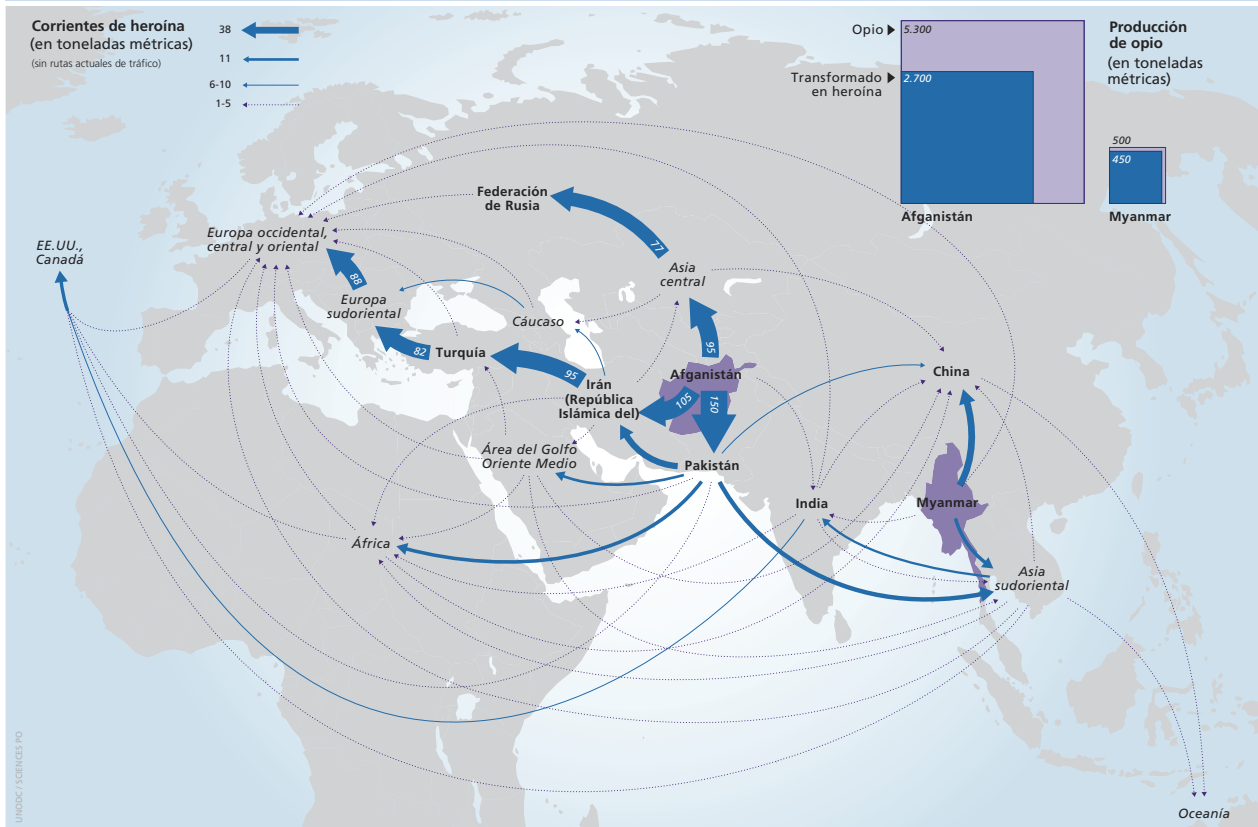 Corrientes de heroína
(en toneladas métricas)
(sin rutas actuales de tráfico)
38
11
6-10
1-5
Opio
5.300
Transformado
en heroína
2.700
Afganistán
Producción
de opio
(en toneladas
métricas)
500
450
Myanmar
Federación
de Rusia
77
Europa occidental,
central y oriental
EE.UU.,
Canadá
88
Asia
central
Europa
sudoriental
Cáucaso
95
82
Turquía
95
Afganistán
China
Irán
(República
Islámica del)
105
150
Área del Golfo
Oriente Medio
Pakistán
India
Myanmar
África
Asia
sudoriental
Oceanía
UNODC / SCIENCES PO